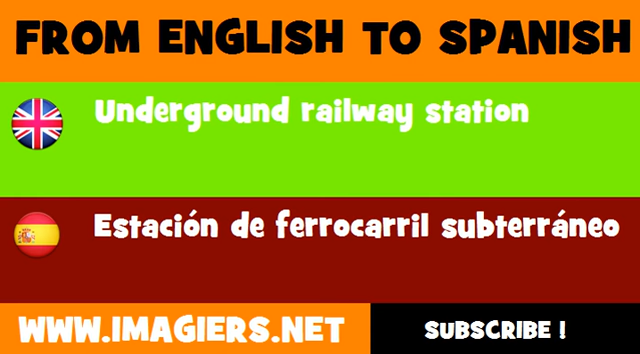 FROM ENGLISH TO SPANISH
Underground railway station
Estación de ferrocarril subterráneo
WWW.IMAGIERS.NET
SUBSCRIBE !